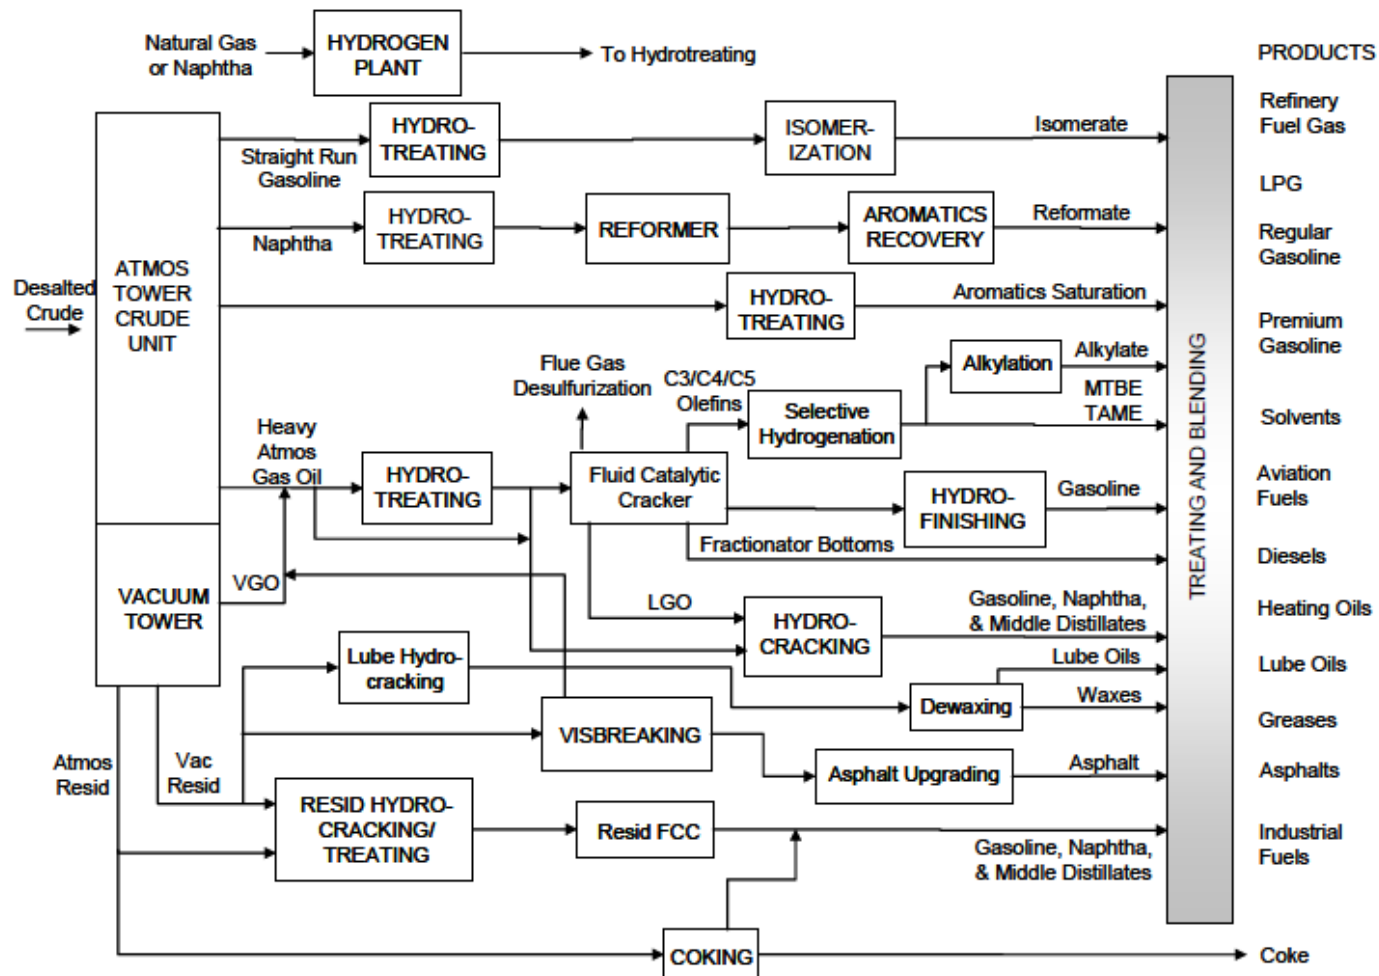 Natural Gas
or Naphtha
HYDROGEN
PLANT
To Hydrotreating
PRODUCTS
Desalted
Crude
ATMOS
TOWER
CRUDE
UNIT
VACUUM
TOWER
Straight Run
Gasoline
HYDRO-
TREATING
ISOMER-
IZATION
Isomerate
Naphtha
HYDRO-
TREATING
REFORMER
AROMATICS
RECOVERY
Reformate
HYDRO-
TREATING
Aromatics Saturation
Flue Gas
Desulfurization
C3/C4/C5
Olefins
Selective
Hydrogenation
Alkylation
Alkylate
MTBE
TAME
Heavy
Atmos
Gas Oil
HYDRO-
TREATING
Fluid Catalytic
Cracker
HYDRO-
FINISHING
Gasoline
Fractionator Bottoms
VGO
LGO
HYDRO-
CRACKING
Gasoline, Naphtha,
& Middle Distillates
Lube Hydro-
cracking
Dewaxing
Lube Oils
Waxes
VISBREAKING
Asphalt Upgrading
Asphalt
Atmos
Resid
Vac
Resid
RESID HYDRO-
CRACKING/
TREATING
Resid FCC
Gasoline, Naphtha,
& Middle Distillates
COKING
TREATING AND BLENDING
Refinery
Fuel Gas
LPG
Regular
Gasoline
Premium
Gasoline
Solvents
Aviation
Fuels
Diesels
Heating Oils
Lube Oils
Greases
Asphalts
Industrial
Fuels
Coke